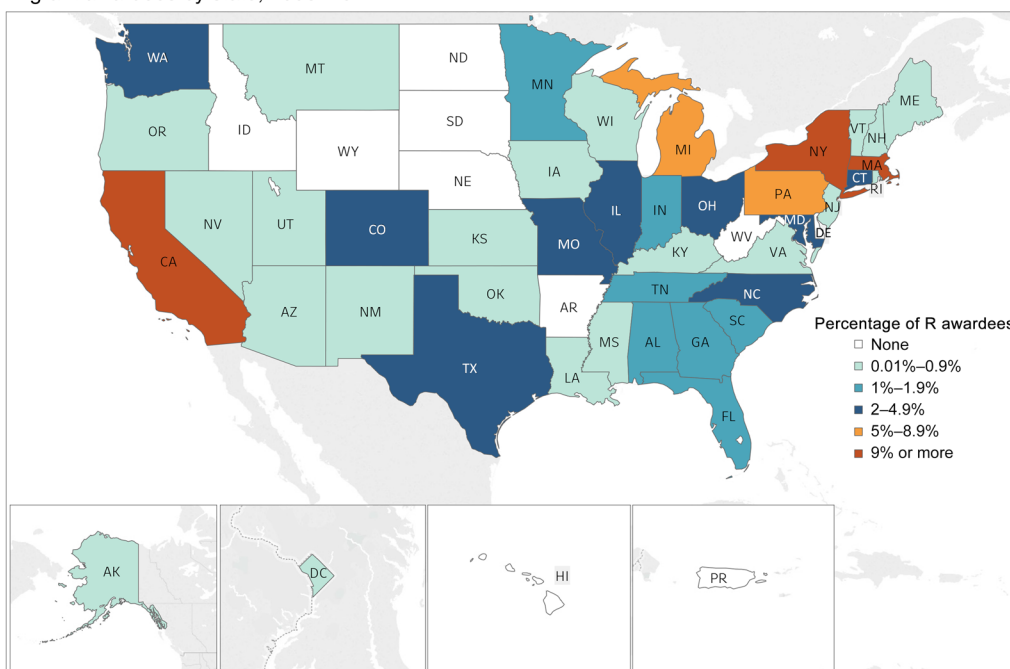 WA
MT
ND
MN
OR
ID
SD
WI
WY
MI
NY
VT
NH
ME
MA
CT
RI
NE
IA
PA
NJ
NV
UT
CO
KS
MO
IL
IN
OH
WV
MD
DE
VA
KY
CA
AZ
NM
OK
AR
TN
NC
SC
TX
LA
MS
AL
GA
FL
Percentage of R awardees
None
0.01%–0.9%
1%–1.9%
2–4.9%
5%–8.9%
9% or more
AK
DC
HI
PR